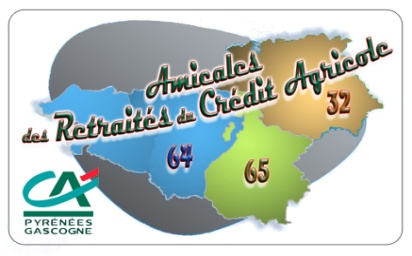 Amicales
des Retraités du Crédit Agricole
32
64
65
CA
PYRÉNÉES
GASCOGNE